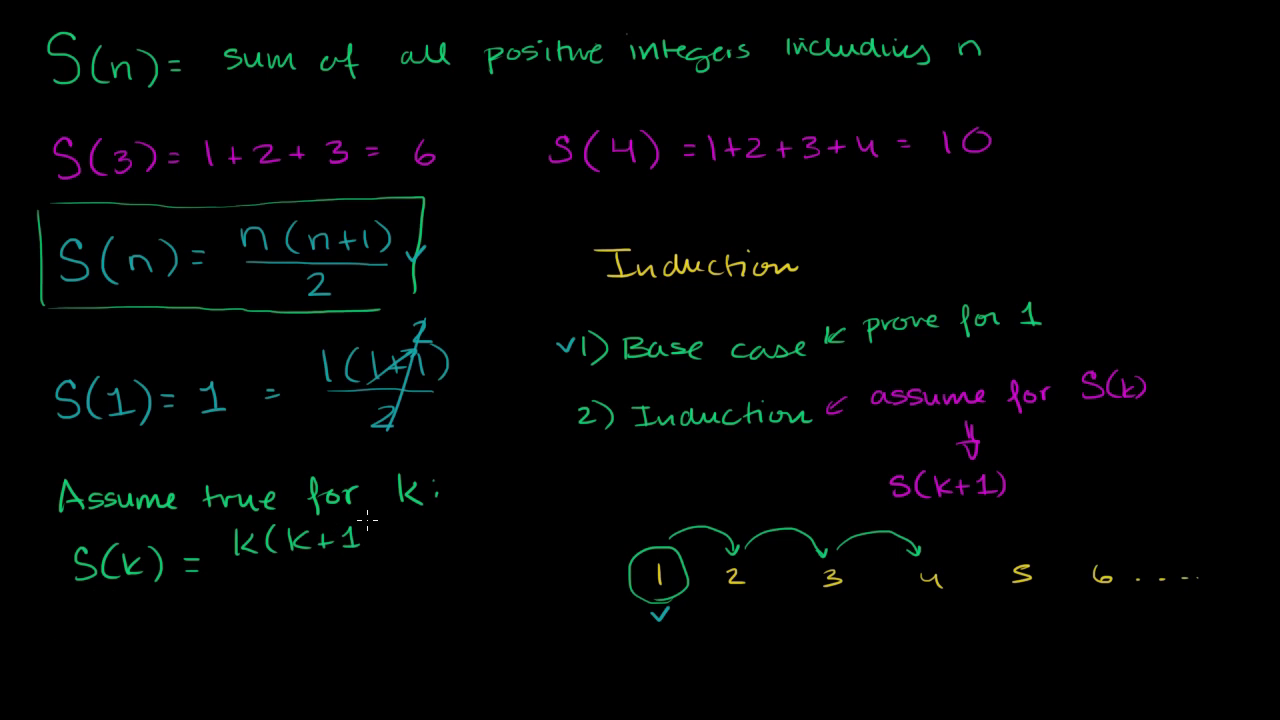 S(n) = sum of all positive integers including n
S(3) = 1 + 2 + 3 = 6
S(4) = 1+2+3+4 = 10
S(n) = n(n+1)/2
Induction
1) Base case ← prove for 1
S(1) = 1 = 1(1+1)/2 2
2) Induction ← assume for S(k)
⇓
S(k+1)
Assume true for k:
S(k) = k(k+1
1 2 3 4 5 6 .....